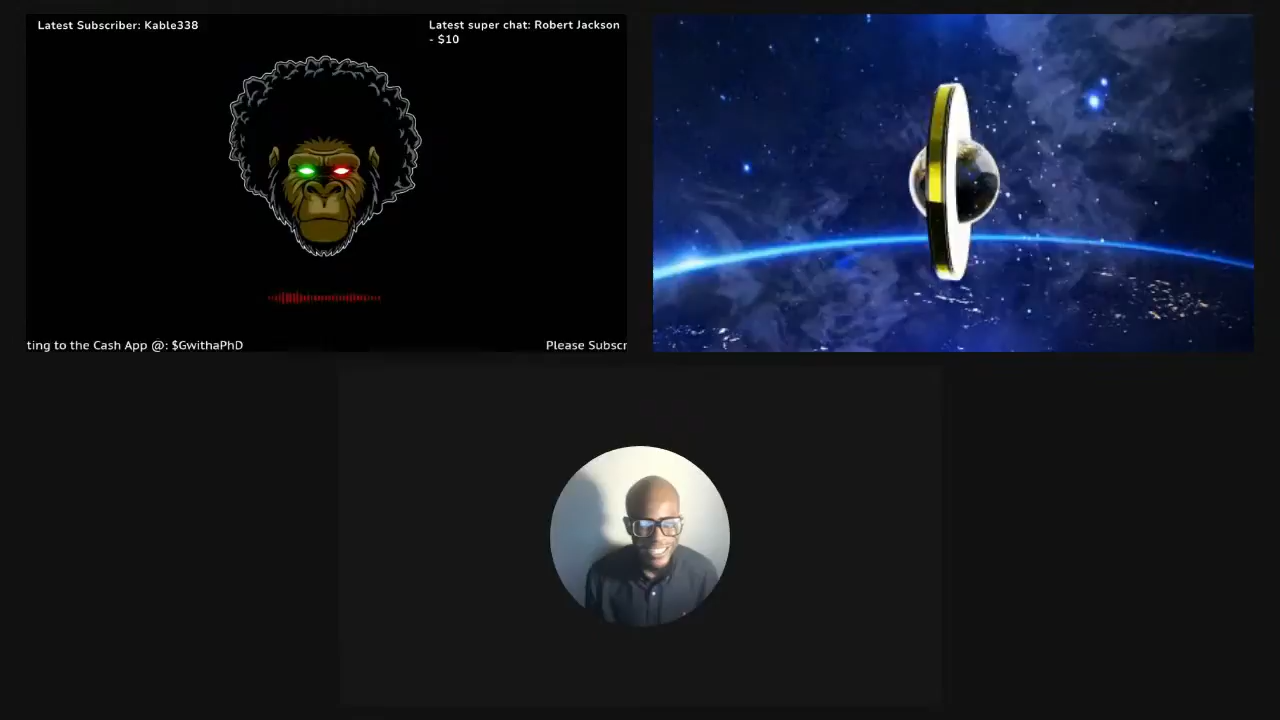 Latest Subscriber: Kable338
Latest super chat: Robert Jackson
- $10
ting to the Cash App @: $GwithaPhD
Please Subscr